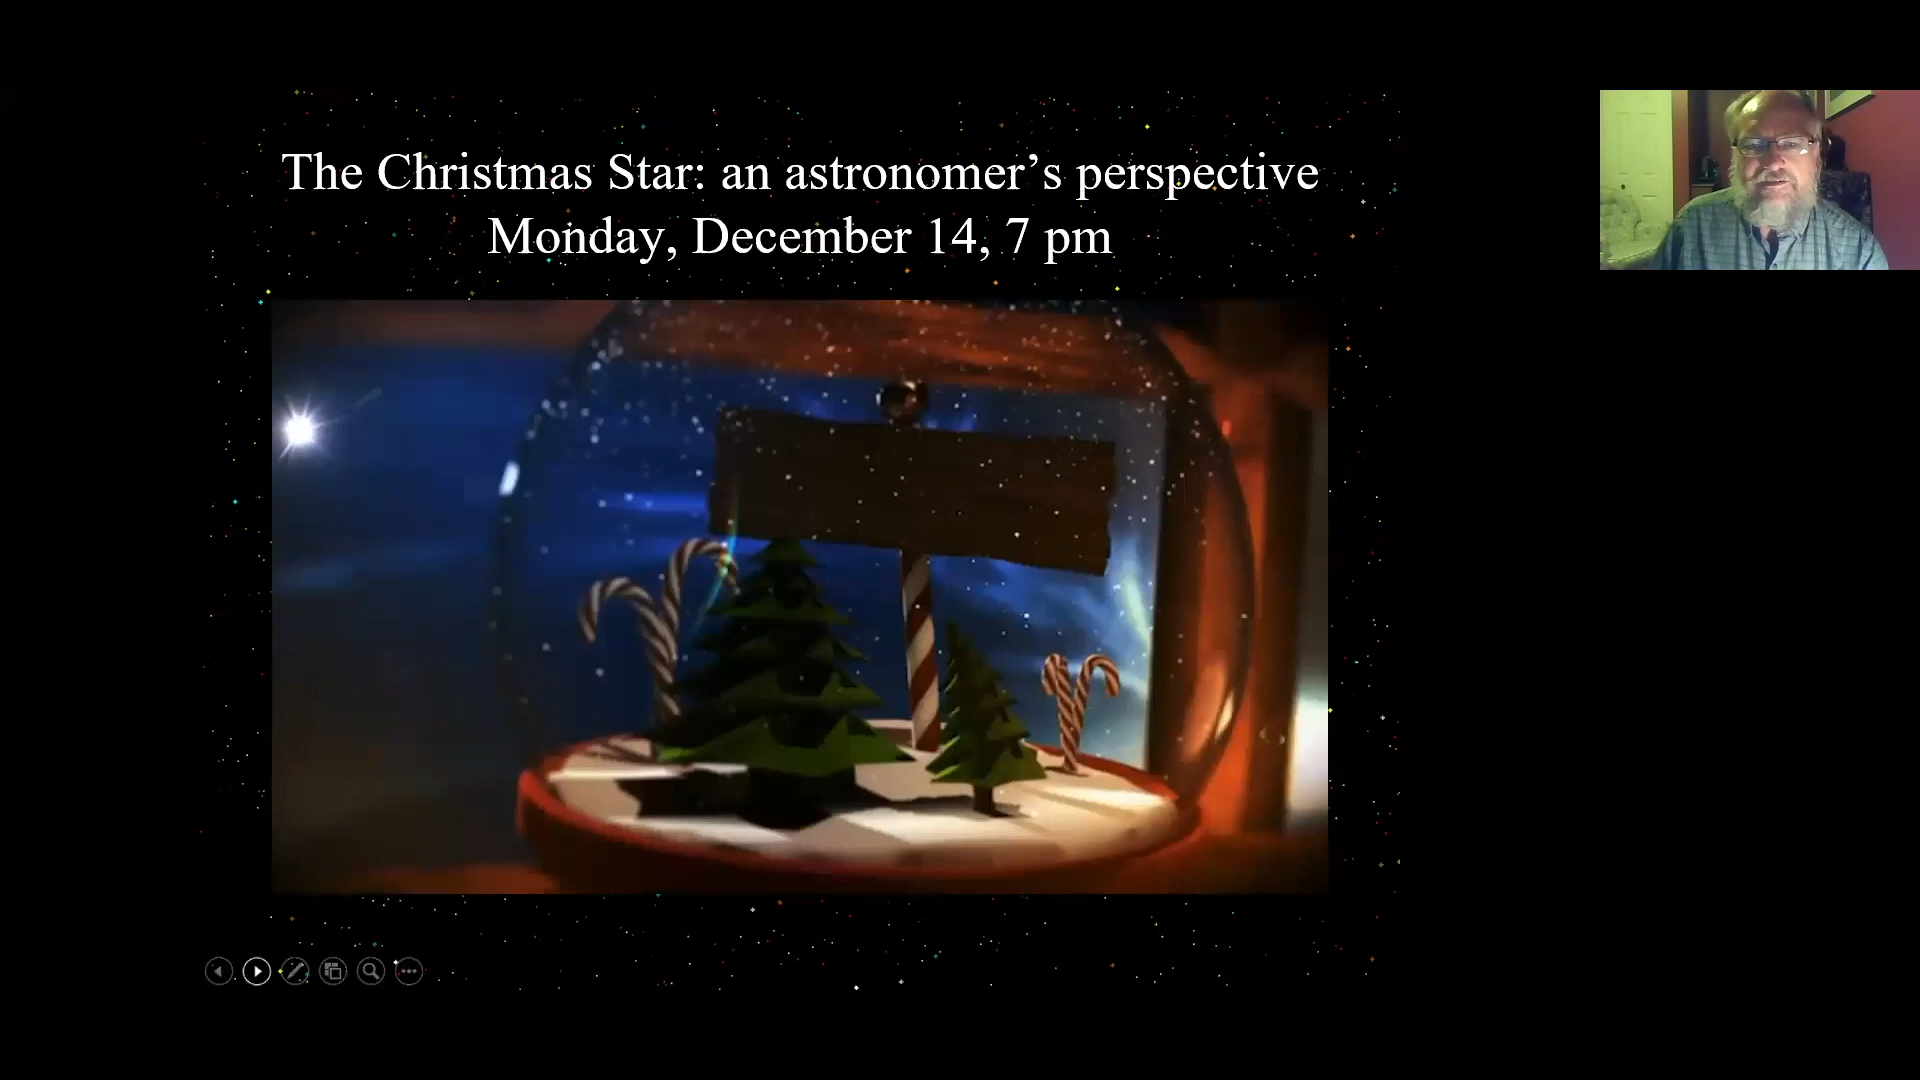 The Christmas Star: an astronomer’s perspective
Monday, December 14, 7 pm